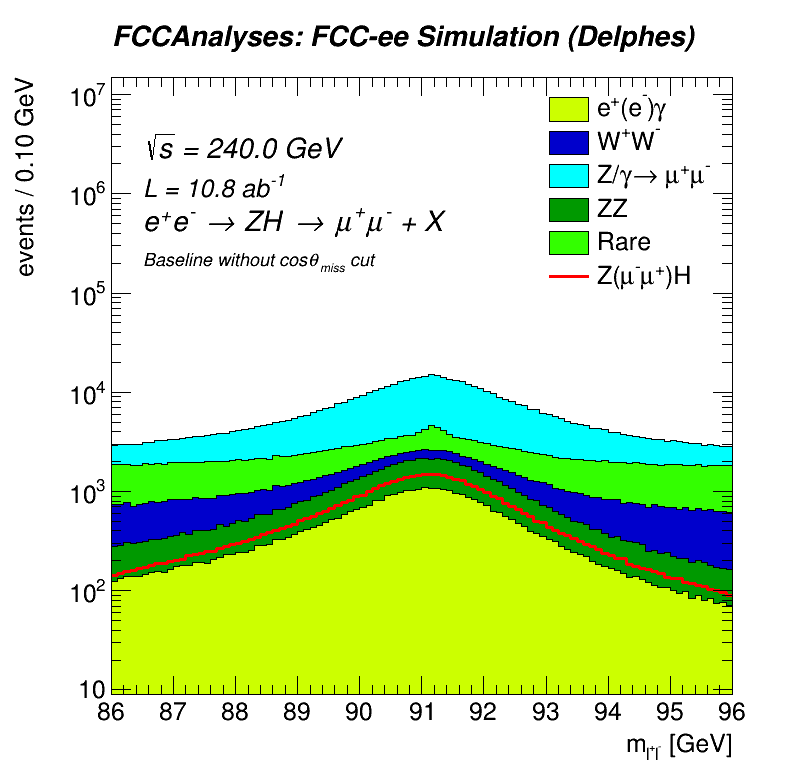 FCCAnalyses: FCC-ee Simulation (Delphes)
events / 0.10 GeV
10⁷
10⁶
10⁵
10⁴
10³
10²
10
√s = 240.0 GeV
L = 10.8 ab⁻¹
e⁺e⁻ → ZH → μ⁺μ⁻ + X
Baseline without cosθ_miss cut
e⁺(e⁻)γ
W⁺W⁻
Z/γ→ μ⁺μ⁻
ZZ
Rare
Z(μ⁻μ⁺)H
86 87 88 89 90 91 92 93 94 95 96
m_l⁺l⁻ [GeV]